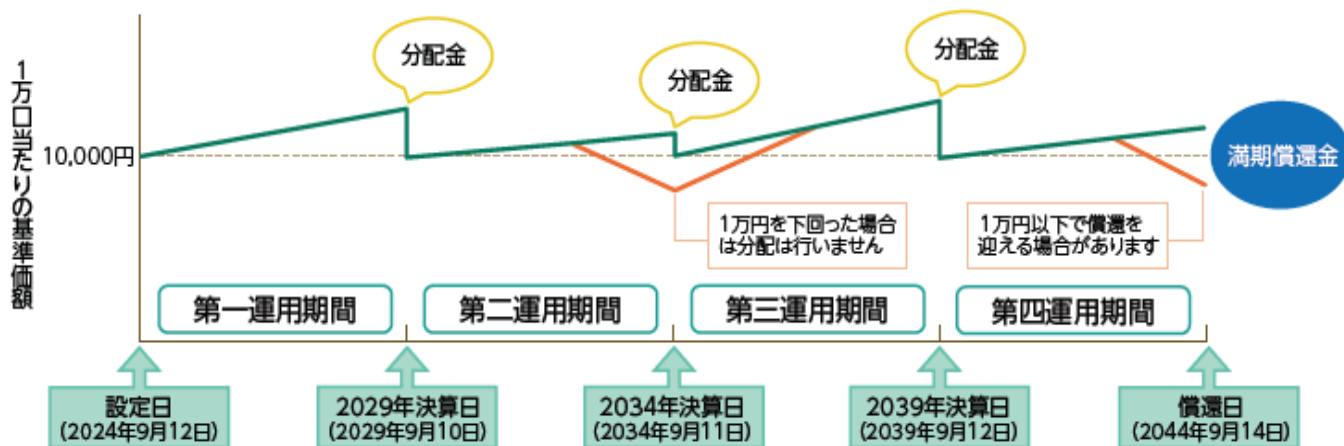 1万口当たりの基準価額
10,000円
分配金
分配金
分配金
満期償還金
1万円を下回った場合
は分配は行いません
1万円以下で償還を
迎える場合があります
第一運用期間
第二運用期間
第三運用期間
第四運用期間
設定日
(2024年9月12日)
2029年決算日
(2029年9月10日)
2034年決算日
(2034年9月11日)
2039年決算日
(2039年9月12日)
償還日
(2044年9月14日)